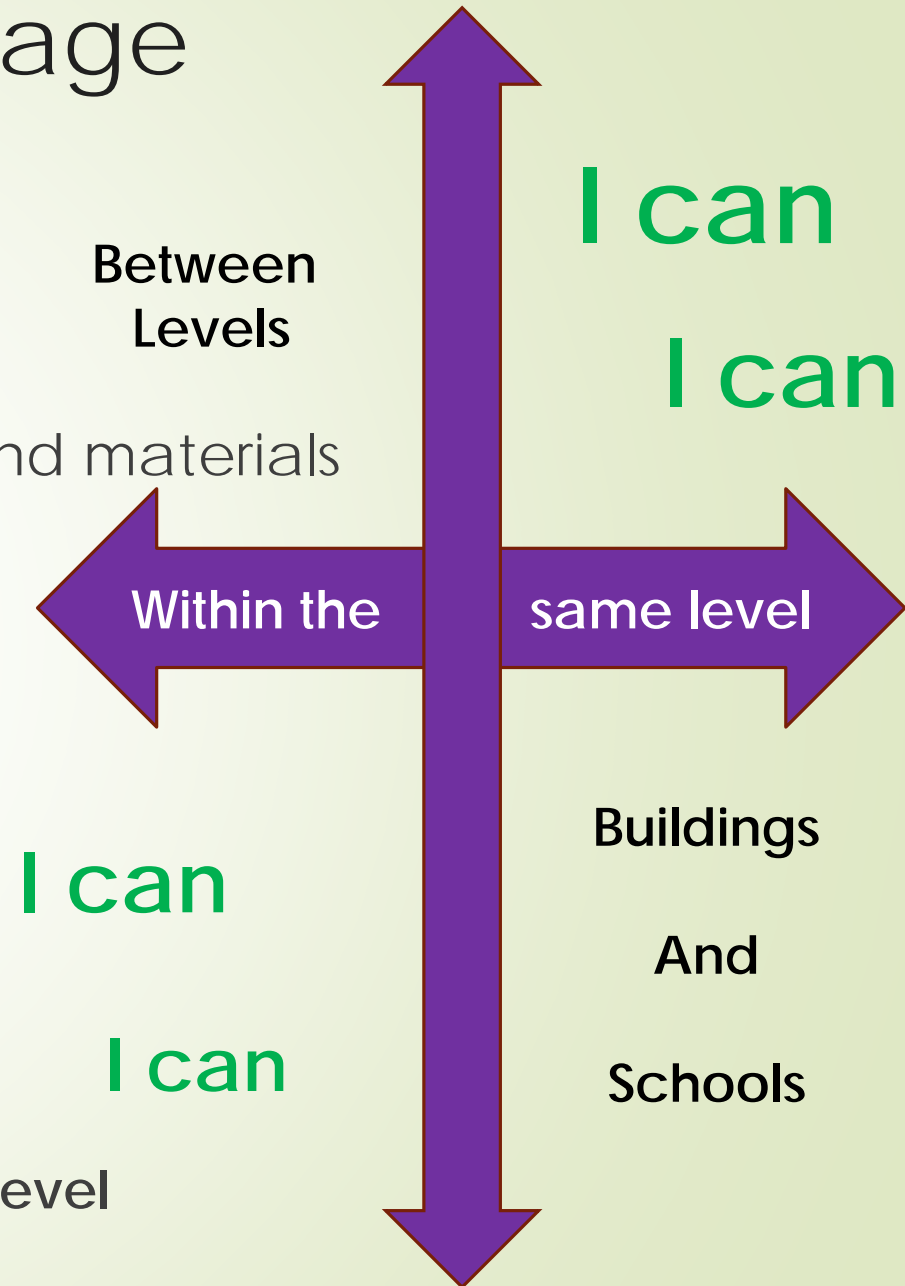 age
I can
Between
Levels
I can
nd materials
Within the same level
Buildings
I can
And
I can
Schools
evel